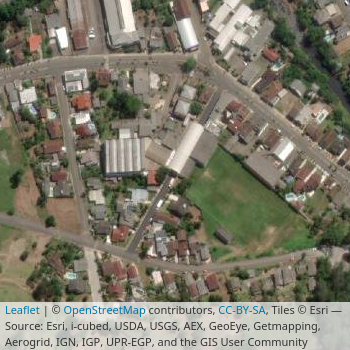 Leaflet | © OpenStreetMap contributors, CC-BY-SA, Tiles © Esri —
Source: Esri, i-cubed, USDA, USGS, AEX, GeoEye, Getmapping,
Aerogrid, IGN, IGP, UPR-EGP, and the GIS User Community